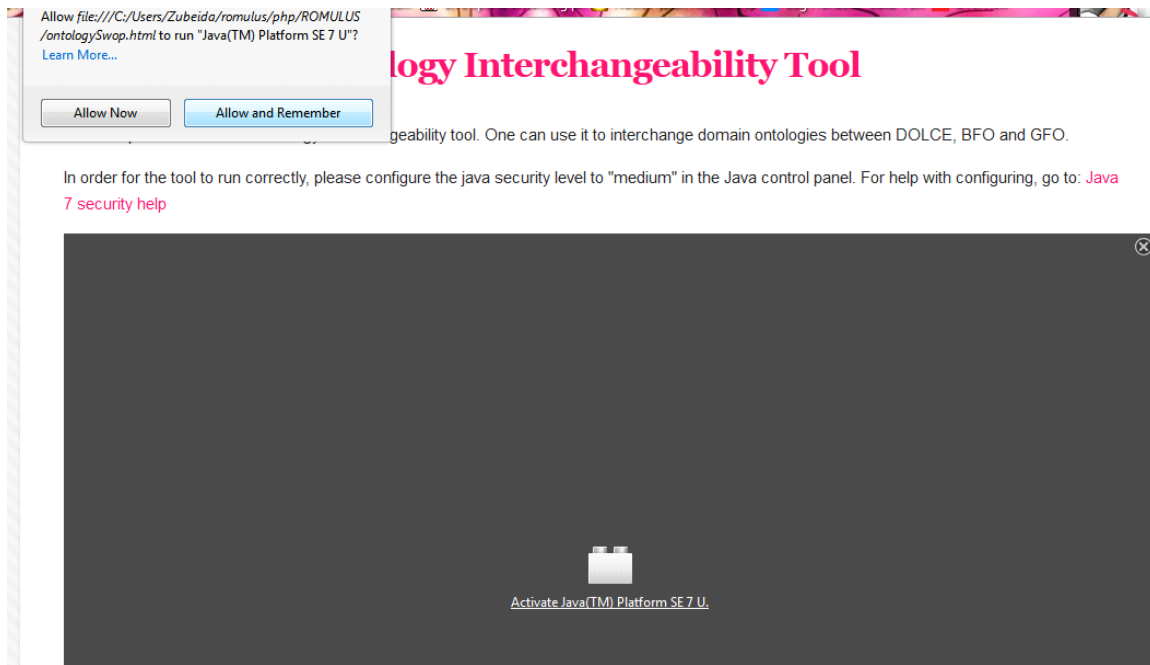 Allow file:///C:/Users/Zubeida/romulus/php/ROMULUS
/ontologySwop.html to run "Java(TM) Platform SE 7 U"?
Learn More...
logy Interchangeability Tool
Allow Now Allow and Remember
geability tool. One can use it to interchange domain ontologies between DOLCE, BFO and GFO.
In order for the tool to run correctly, please configure the java security level to "medium" in the Java control panel. For help with configuring, go to: Java
7 security help
Activate Java(TM) Platform SE 7 U.